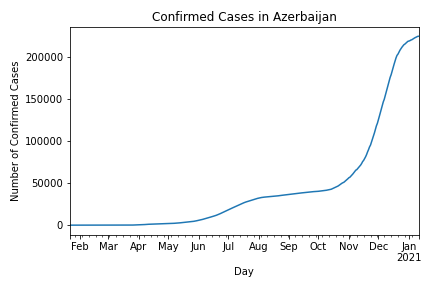 Confirmed Cases in Azerbaijan
Number of Confirmed Cases
200000
150000
100000
50000
0
Feb Mar Apr May Jun Jul Aug Sep Oct Nov Dec Jan
2021
Day